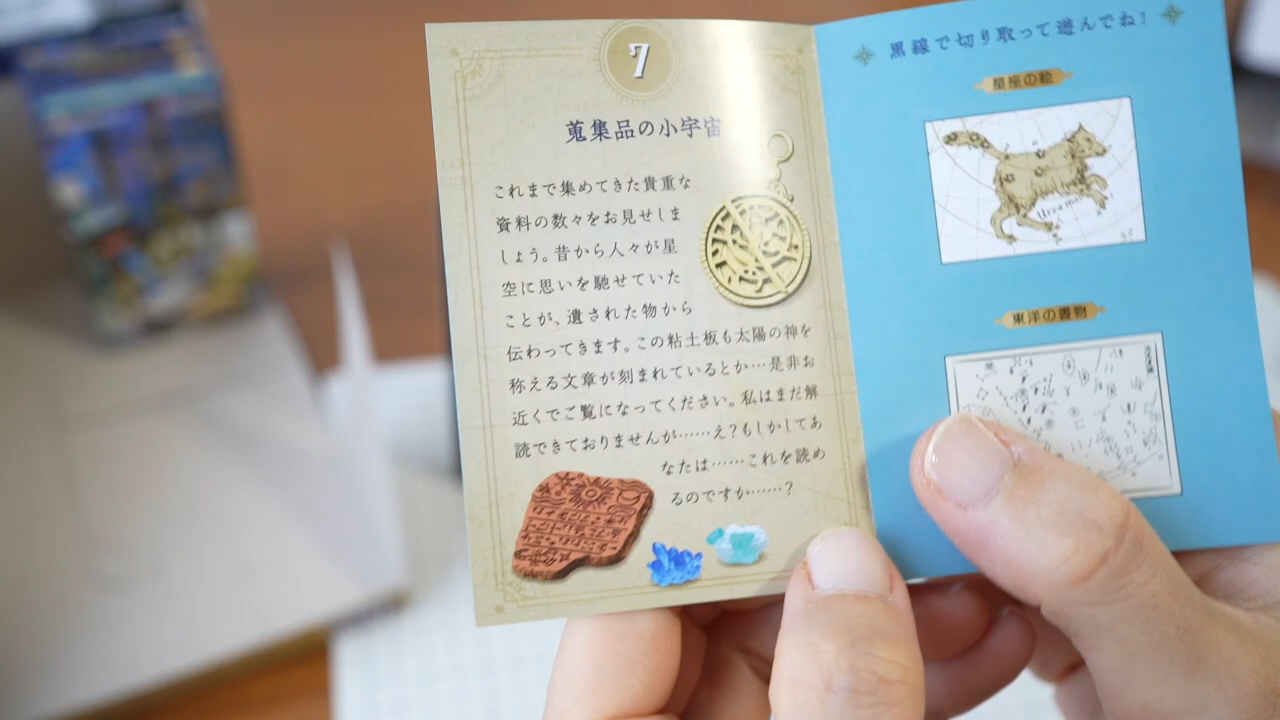 7
蒐集品の小宇宙
これまで集めてきた貴重な
資料の数々をお見せしま
しょう。昔から人々が星
空に思いを馳せていた
ことが、遺された物から
伝わってきます。この粘土板も太陽の神を
称える文章が刻まれているとか…是非お
近くでご覧になってください。私はまだ解
読できておりませんが……え?もしかしてあ
なたは……これを読め
るのですか……?
黒線で切り取って遊んでね!
星座の絵
東洋の書物